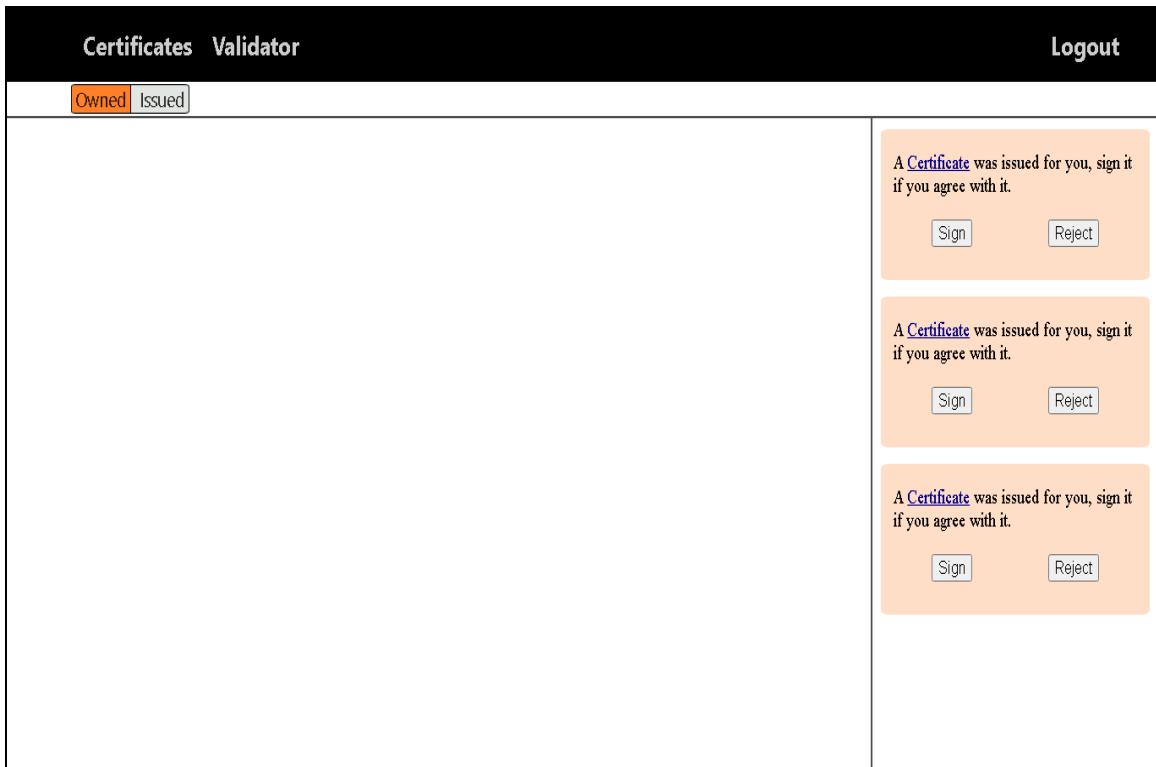 Certificates Validator Logout
Owned Issued
A Certificate was issued for you, sign it
if you agree with it.
Sign Reject
A Certificate was issued for you, sign it
if you agree with it.
Sign Reject
A Certificate was issued for you, sign it
if you agree with it.
Sign Reject